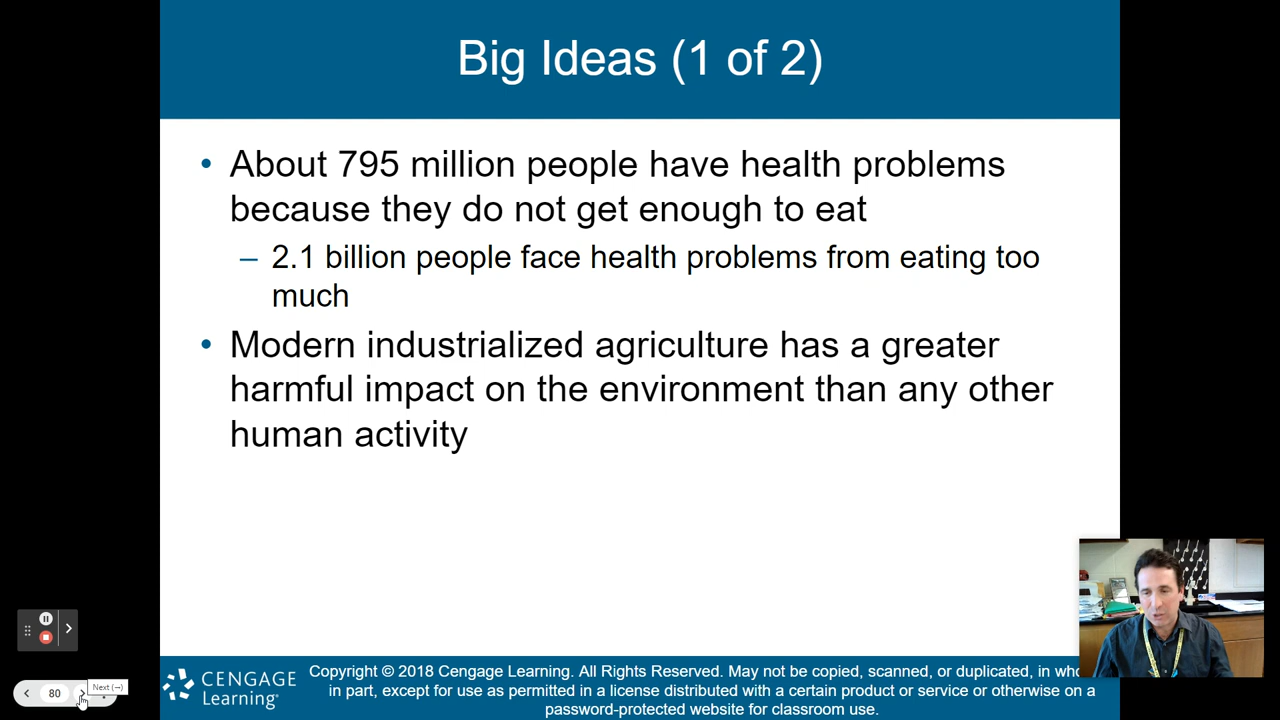 Big Ideas (1 of 2)
• About 795 million people have health problems
because they do not get enough to eat
– 2.1 billion people face health problems from eating too
much
• Modern industrialized agriculture has a greater
harmful impact on the environment than any other
human activity
CENGAGE
Learning®
Copyright © 2018 Cengage Learning. All Rights Reserved. May not be copied, scanned, or duplicated, in who
in part, except for use as permitted in a license distributed with a certain product or service or otherwise on a
password-protected website for classroom use.
80
Next (→)